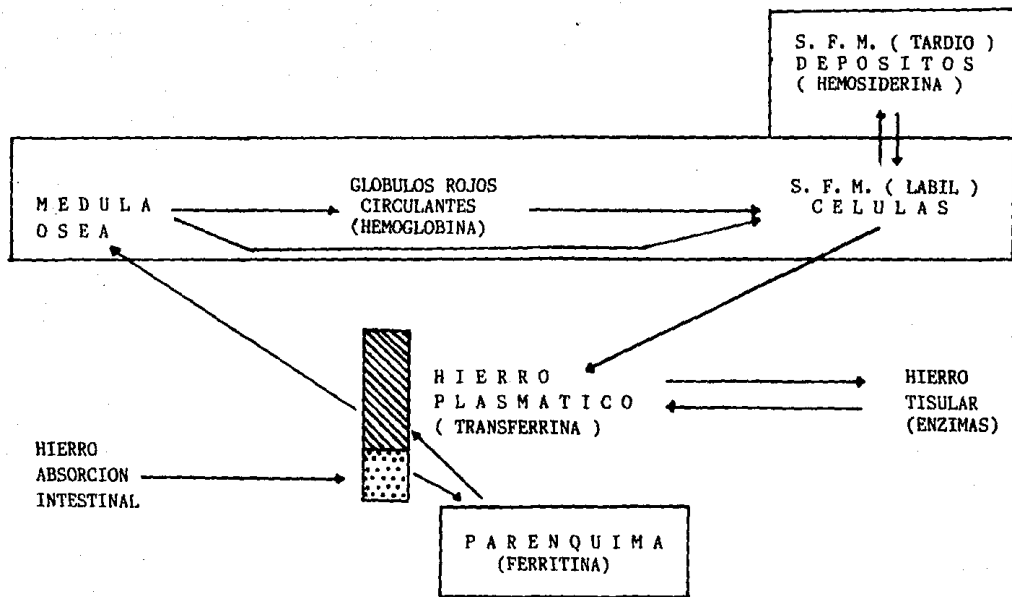 S. F. M. ( TARDIO )
D E P O S I T O S
( HEMOSIDERINA )
M E D U L A
O S E A
GLOBULOS ROJOS
CIRCULANTES
(HEMOGLOBINA)
S. F. M. ( LABIL )
C E L U L A S
H I E R R O
P L A S M A T I C O
( TRANSFERRINA )
HIERRO
TISULAR
(ENZIMAS)
HIERRO
ABSORCION
INTESTINAL
P A R E N Q U I M A
(FERRITINA)